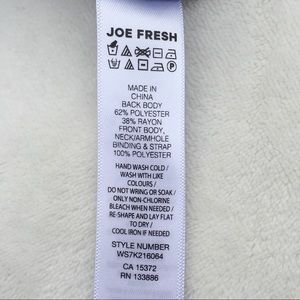 JOE FRESH
MADE IN
CHINA
BACK BODY
62% POLYESTER
38% RAYON
FRONT BODY,
NECK/ARMHOLE
BINDING & STRAP
100% POLYESTER
HAND WASH COLD /
WASH WITH LIKE
COLOURS /
DO NOT WRING OR SOAK /
ONLY NON-CHLORINE
BLEACH WHEN NEEDED /
RE-SHAPE AND LAY FLAT
TO DRY /
COOL IRON IF NEEDED
STYLE NUMBER
WS7K216064
CA 15372
RN 133886